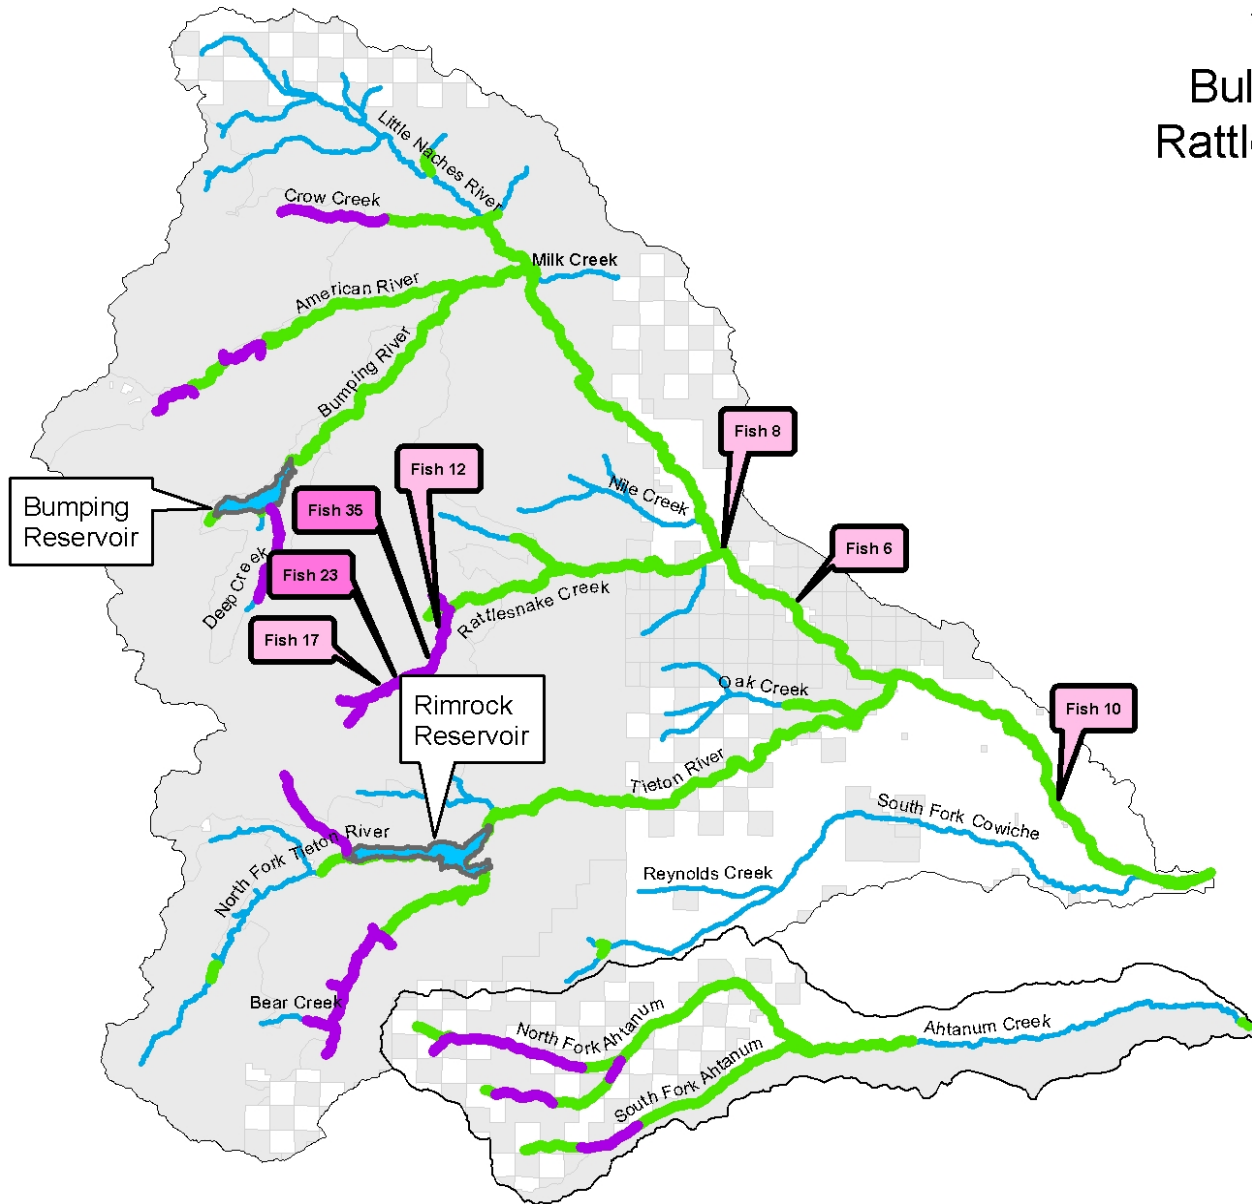 Bul
Rattl
Little Naches River
Crow Creek
Milk Creek
American River
Bumping River
Fish 8
Fish 12
Nile Creek
Bumping
Reservoir
Fish 35
Fish 6
Deep Creek
Fish 23
Rattlesnake Creek
Fish 17
Oak Creek
Rimrock
Reservoir
Fish 10
Tieton River
South Fork Cowiche
North Fork Tieton River
Reynolds Creek
Bear Creek
North Fork Ahtanum
Ahtanum Creek
South Fork Ahtanum